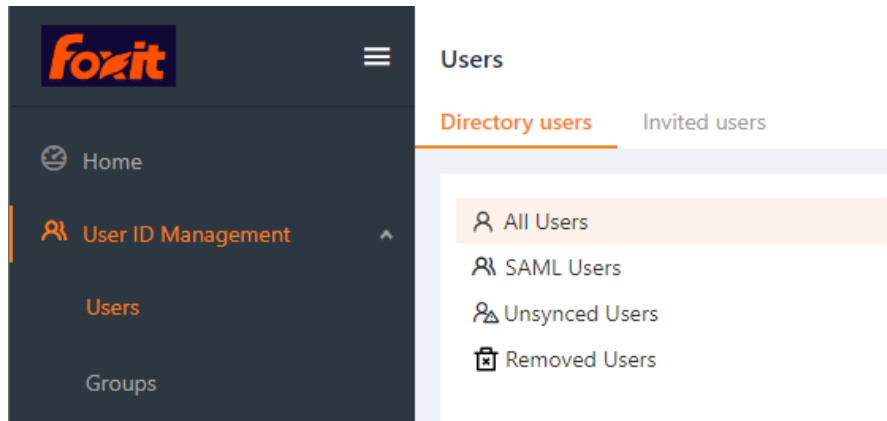 foxit
Home
User ID Management
Users
Groups
Users
Directory users Invited users
All Users
SAML Users
Unsynced Users
Removed Users